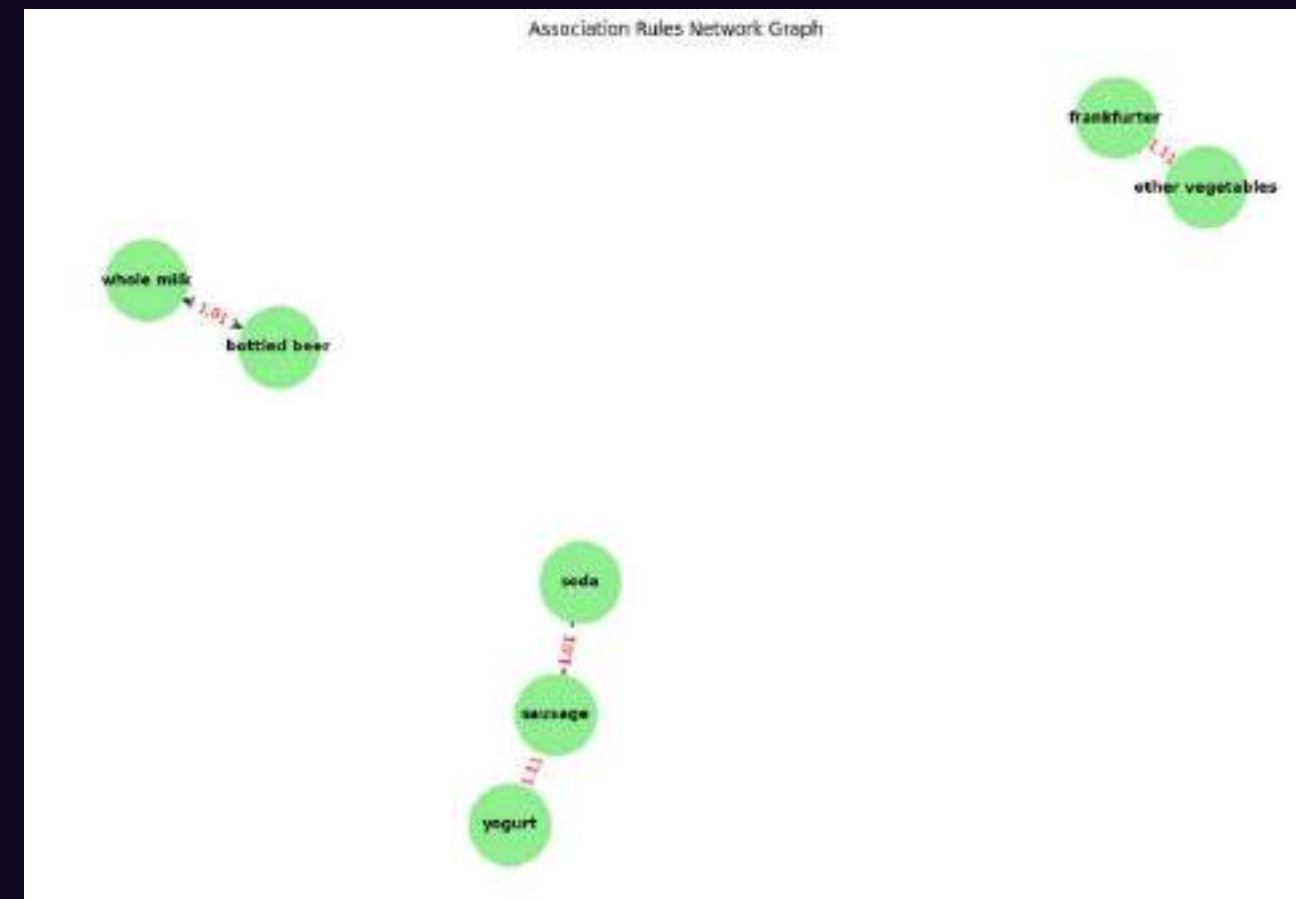 Association Rules Network Graph
frankfurter
other vegetables
whole milk
bottled beer
soda
sausage
yogurt